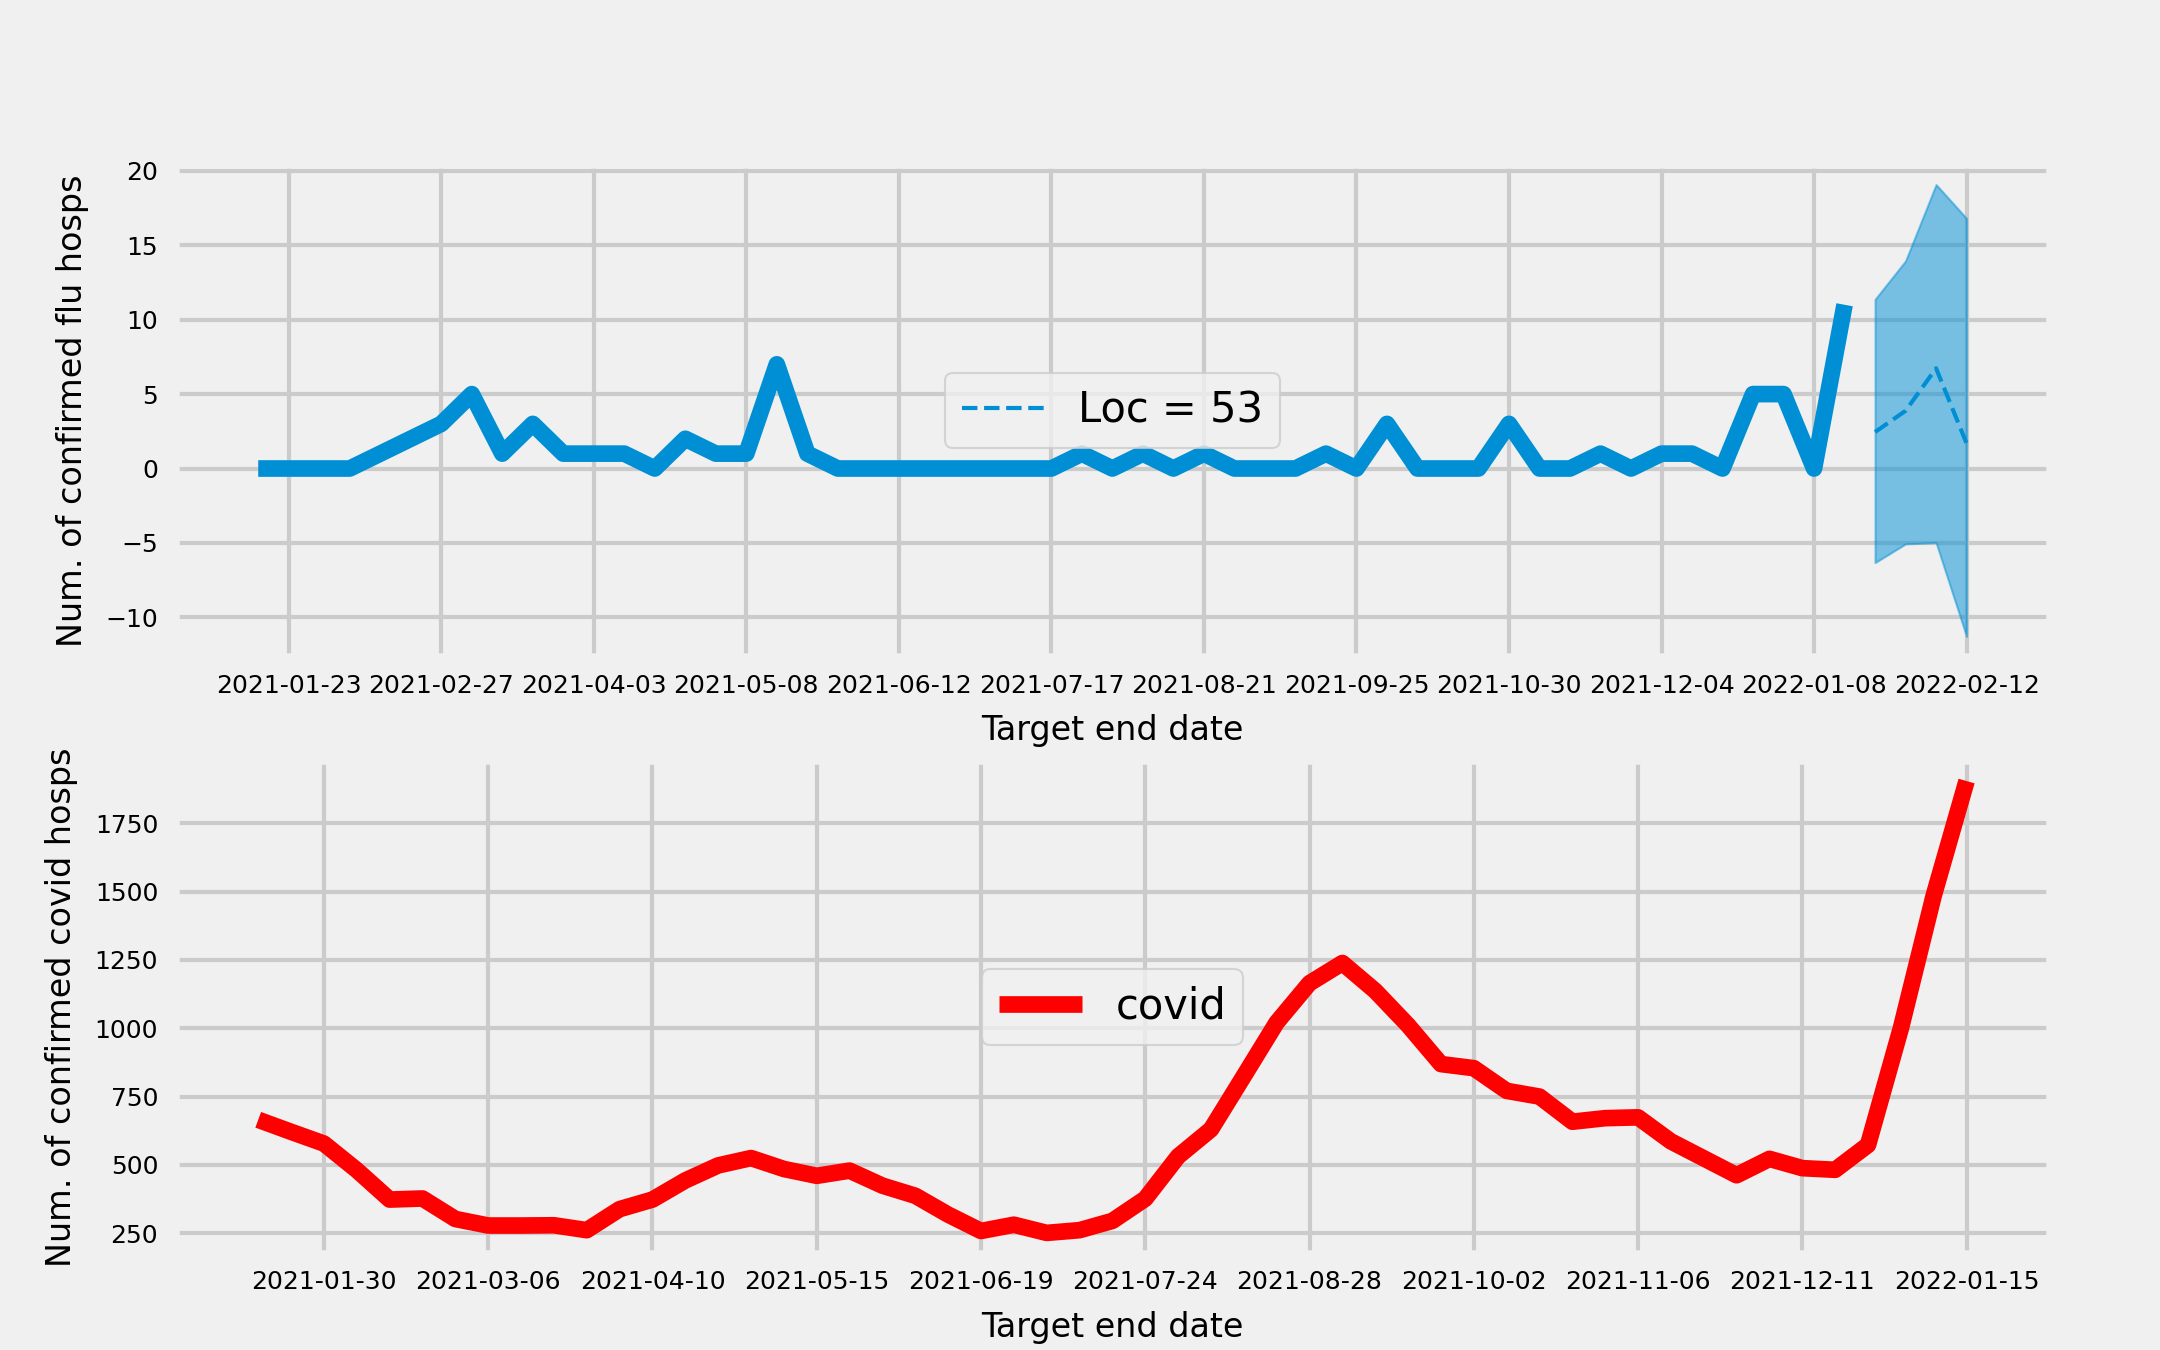 Num. of confirmed flu hosps
20
15
10
5
0
−5
−10
Loc = 53
2021-01-23 2021-02-27 2021-04-03 2021-05-08 2021-06-12 2021-07-17 2021-08-21 2021-09-25 2021-10-30 2021-12-04 2022-01-08 2022-02-12
Target end date
Num. of confirmed covid hosps
1750
1500
1250
1000
750
500
250
covid
2021-01-30 2021-03-06 2021-04-10 2021-05-15 2021-06-19 2021-07-24 2021-08-28 2021-10-02 2021-11-06 2021-12-11 2022-01-15
Target end date